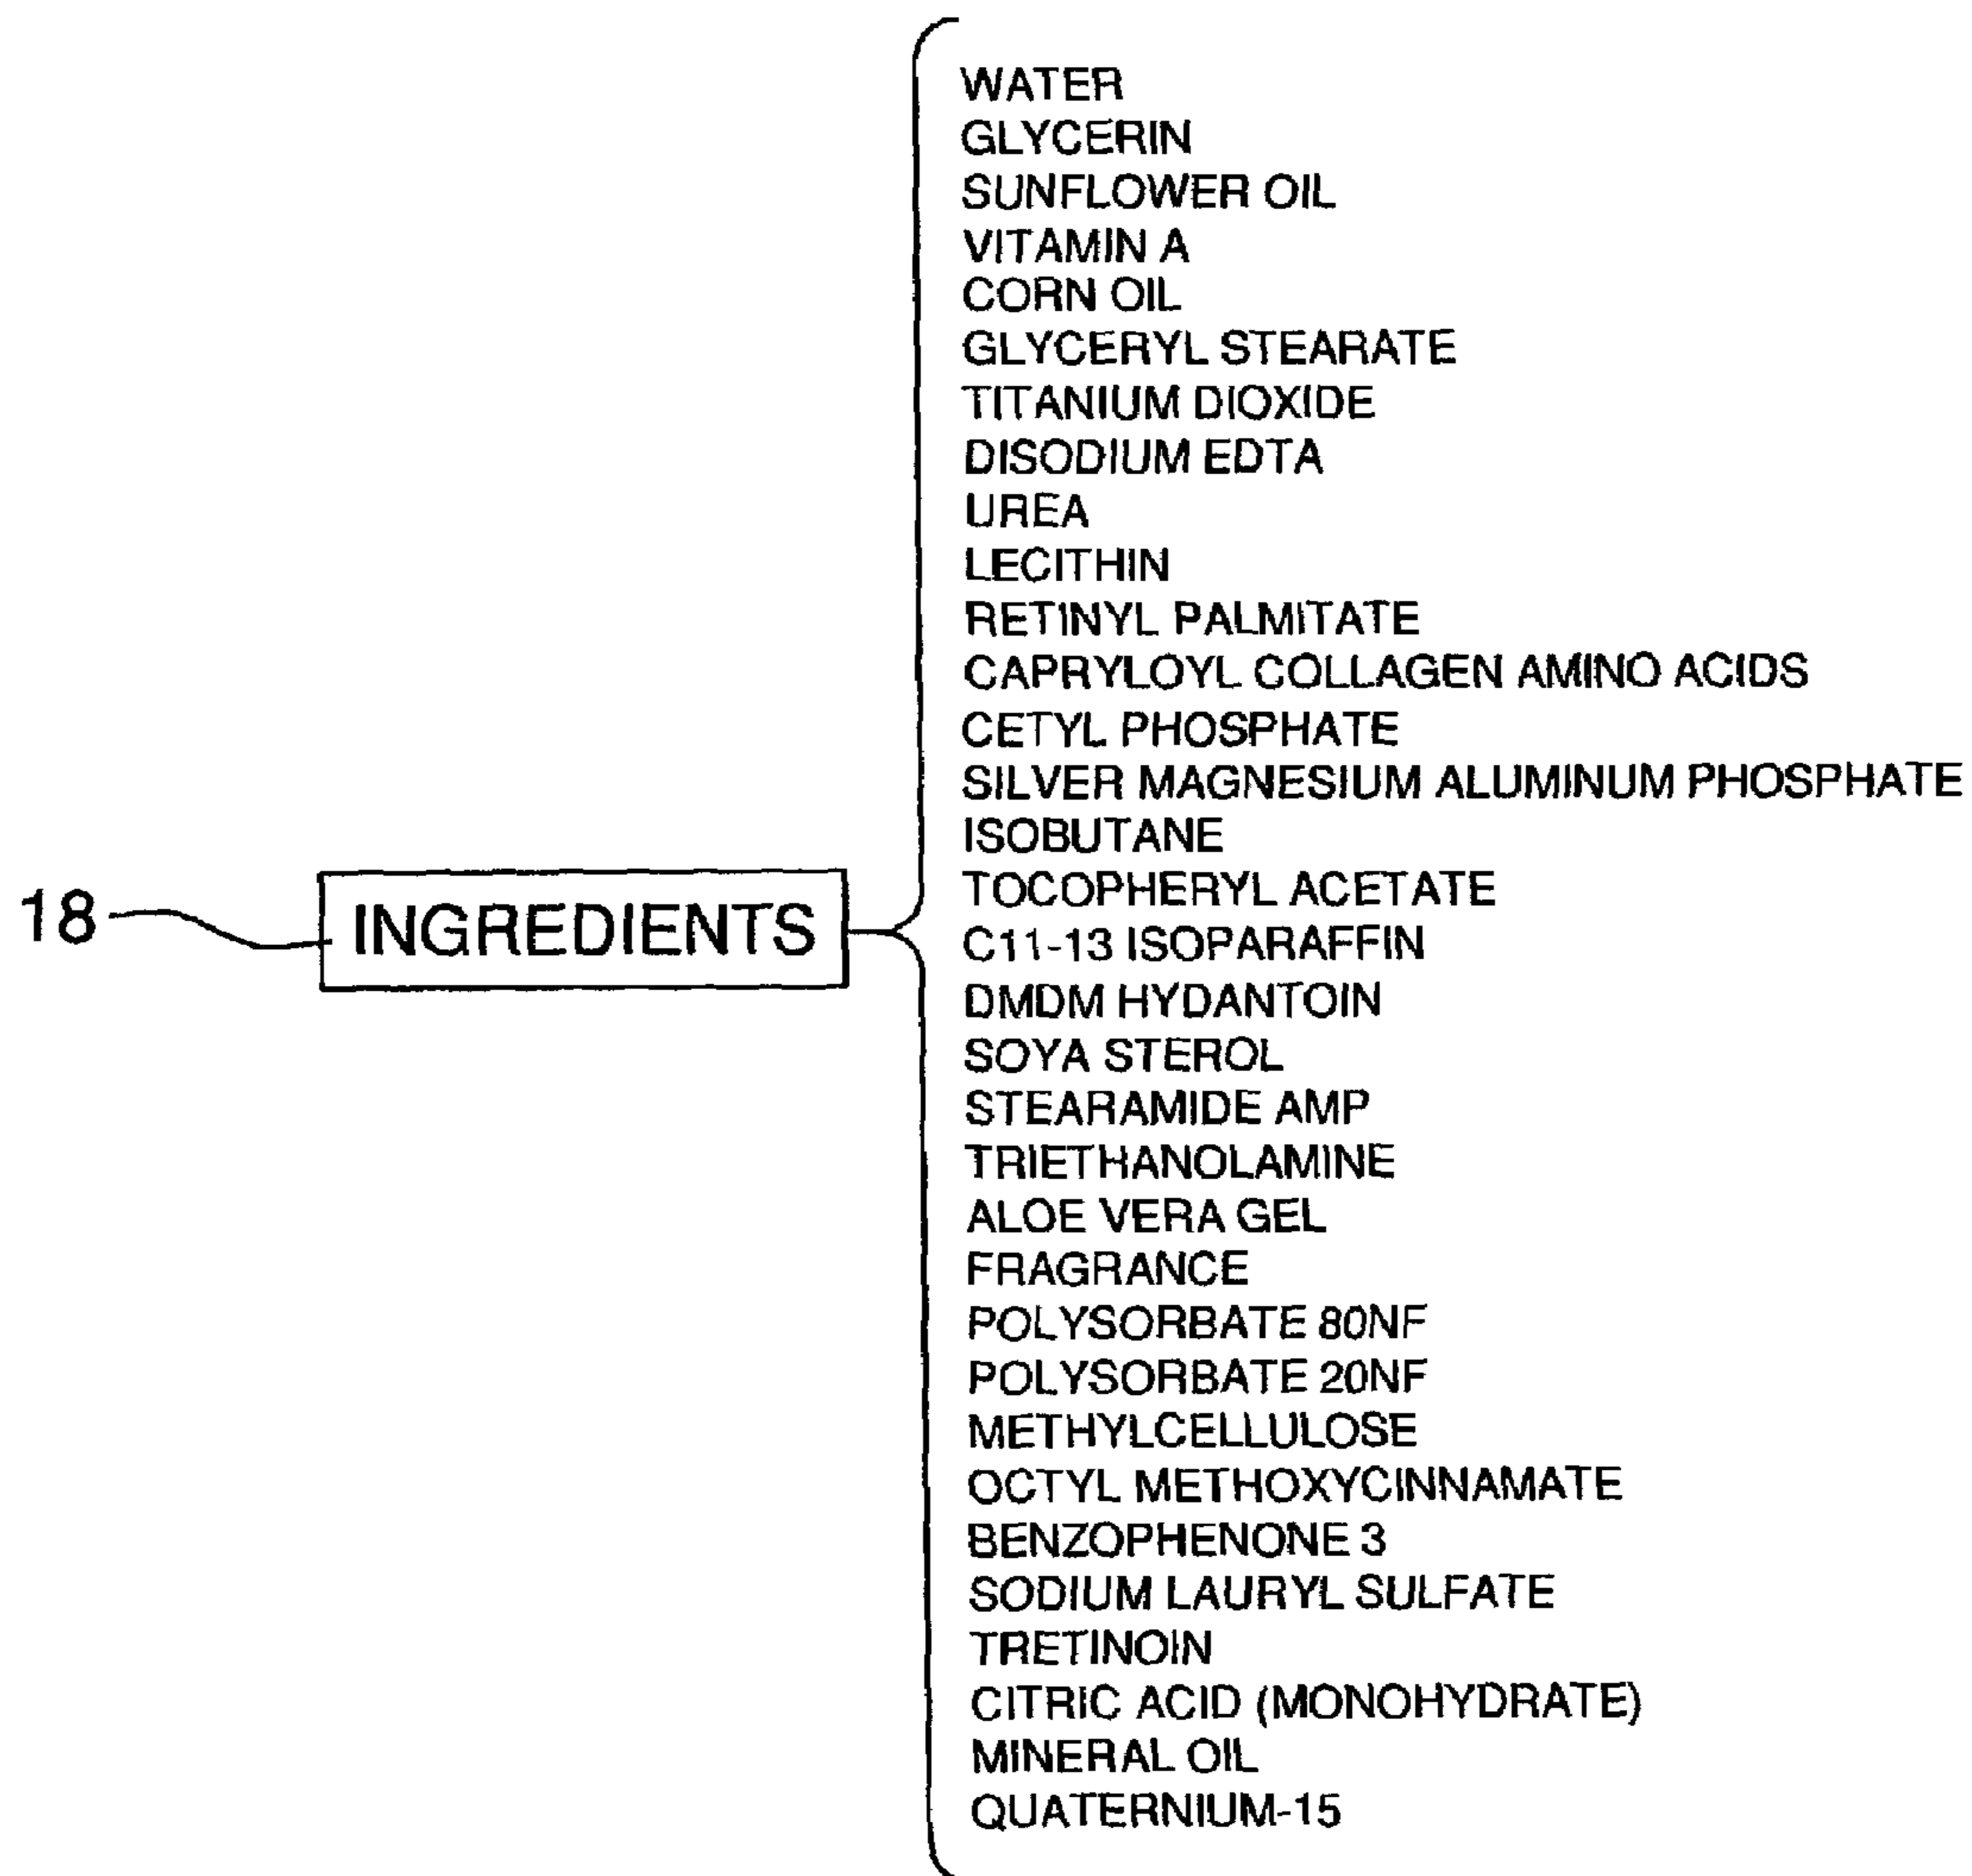 18
INGREDIENTS
WATER
GLYCERIN
SUNFLOWER OIL
VITAMIN A
CORN OIL
GLYCERYL STEARATE
TITANIUM DIOXIDE
DISODIUM EDTA
UREA
LECITHIN
RETINYL PALMITATE
CAPRYLOYL COLLAGEN AMINO ACIDS
CETYL PHOSPHATE
SILVER MAGNESIUM ALUMINUM PHOSPHATE
ISOBUTANE
TOCOPHERYL ACETATE
C11-13 ISOPARAFFIN
DMDM HYDANTOIN
SOYA STEROL
STEARAMIDE AMP
TRIETHANOLAMINE
ALOE VERA GEL
FRAGRANCE
POLYSORBATE 80NF
POLYSORBATE 20NF
METHYLCELLULOSE
OCTYL METHOXYCINNAMATE
BENZOPHENONE 3
SODIUM LAURYL SULFATE
TRETINOIN
CITRIC ACID (MONOHYDRATE)
MINERAL OIL
QUATERNIUM-15